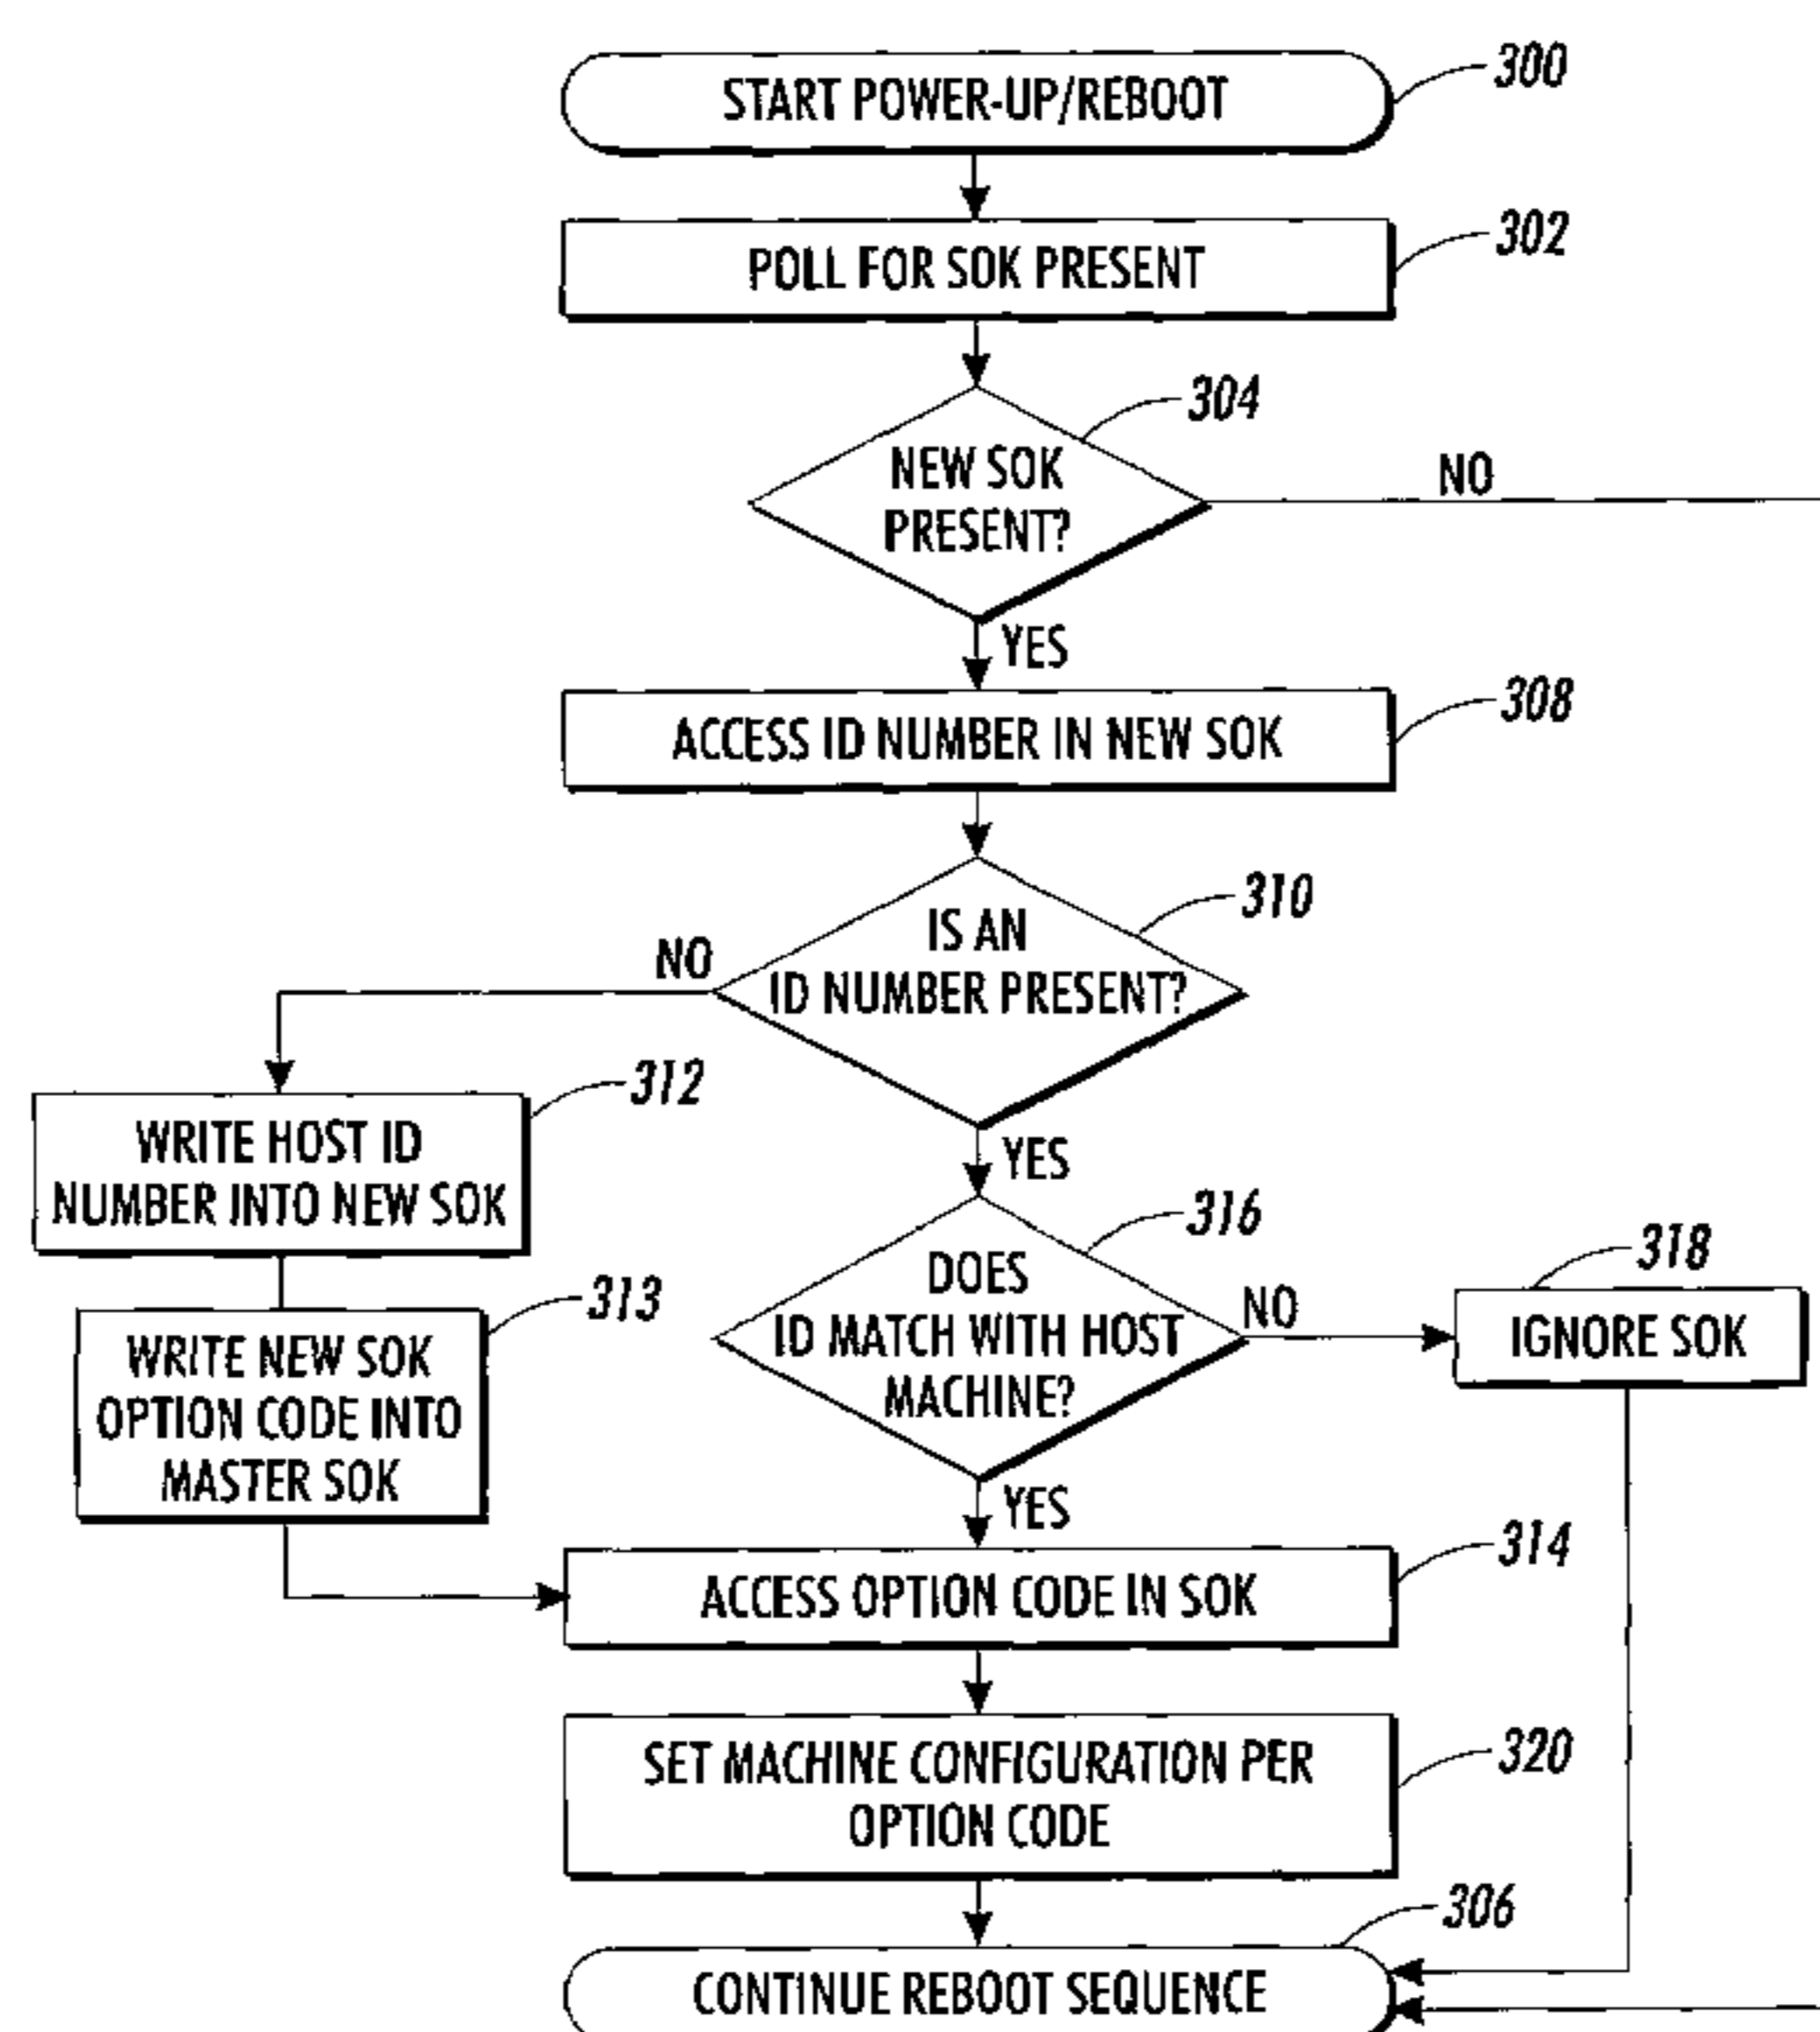 START POWER-UP/REBOOT
300
POLL FOR SOK PRESENT
302
304
NEW SOK
PRESENT?
NO
YES
ACCESS ID NUMBER IN NEW SOK
308
310
IS AN
ID NUMBER PRESENT?
NO
YES
312
WRITE HOST ID
NUMBER INTO NEW SOK
313
WRITE NEW SOK
OPTION CODE INTO
MASTER SOK
316
DOES
ID MATCH WITH HOST
MACHINE?
NO
318
IGNORE SOK
YES
314
ACCESS OPTION CODE IN SOK
SET MACHINE CONFIGURATION PER
OPTION CODE
320
306
CONTINUE REBOOT SEQUENCE